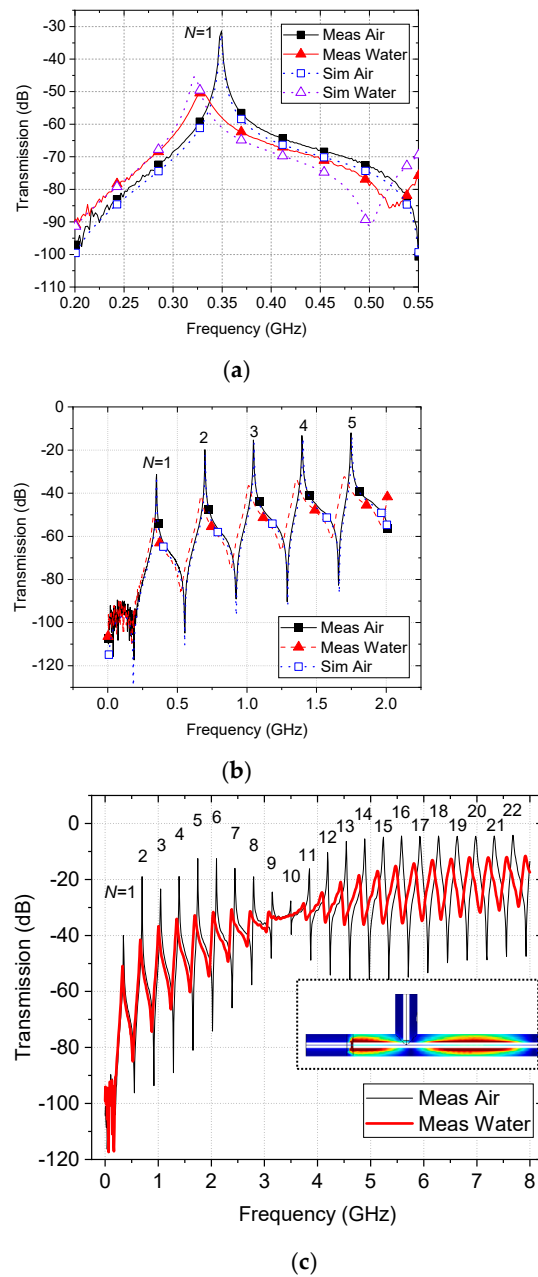 -30
-40
-50
-60
-70
-80
-90
-100
-110
Transmission (dB)
N=1
Meas Air
Meas Water
Sim Air
Sim Water
0.20 0.25 0.30 0.35 0.40 0.45 0.50 0.55
Frequency (GHz)
(a)
0
-20
-40
-60
-80
-100
-120
Transmission (dB)
N=1 2 3 4 5
Meas Air
Meas Water
Sim Air
0.0 0.5 1.0 1.5 2.0
Frequency (GHz)
(b)
0
-20
-40
-60
-80
-100
-120
Transmission (dB)
N=1 2 3 4 5 6 7 8 9 10 11 12 13 14 15 16 17 18 19 20 21 22
Meas Air
Meas Water
0 1 2 3 4 5 6 7 8
Frequency (GHz)
(c)